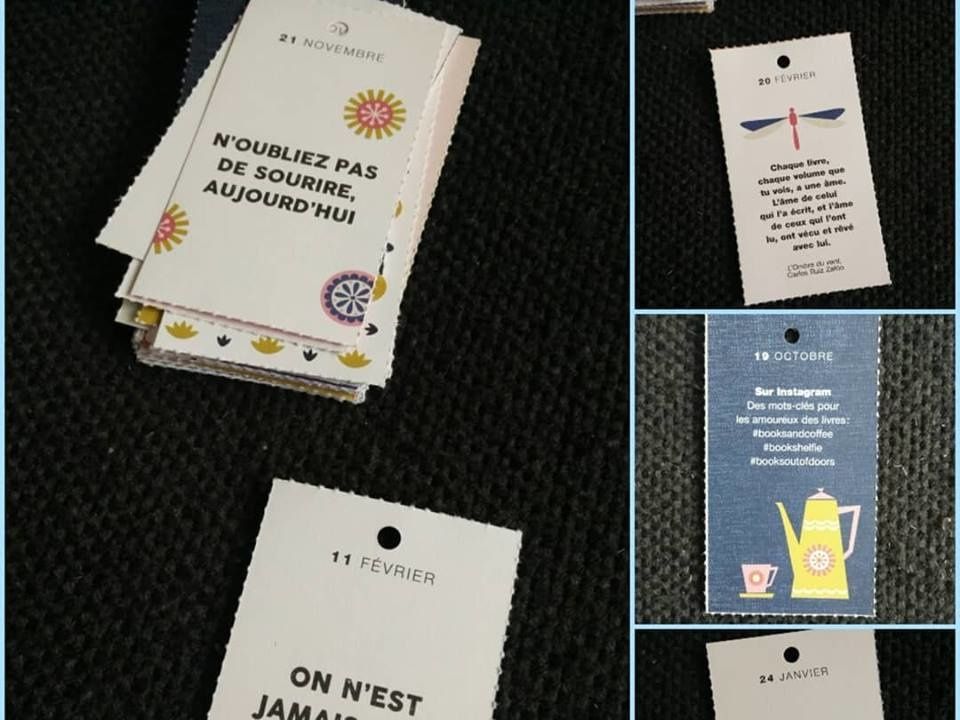 21 NOVEMBRE
N'OUBLIEZ PAS
DE SOURIRE,
AUJOURD'HUI
11 FÉVRIER
ON N'EST
JAMAIS
20 FÉVRIER
Chaque livre,
chaque volume que
tu vois, a une âme.
L'âme de celui
qui l'a écrit, et l'âme
de ceux qui l'ont
lu, ont vécu et rêvé
avec lui.
L'Ombre du vent,
Carlos Ruiz Zafón
19 OCTOBRE
Sur Instagram
Des mots-clés pour
les amoureux des livres:
#booksandcoffee
#bookshelfie
#booksoutofdoors
24 JANVIER